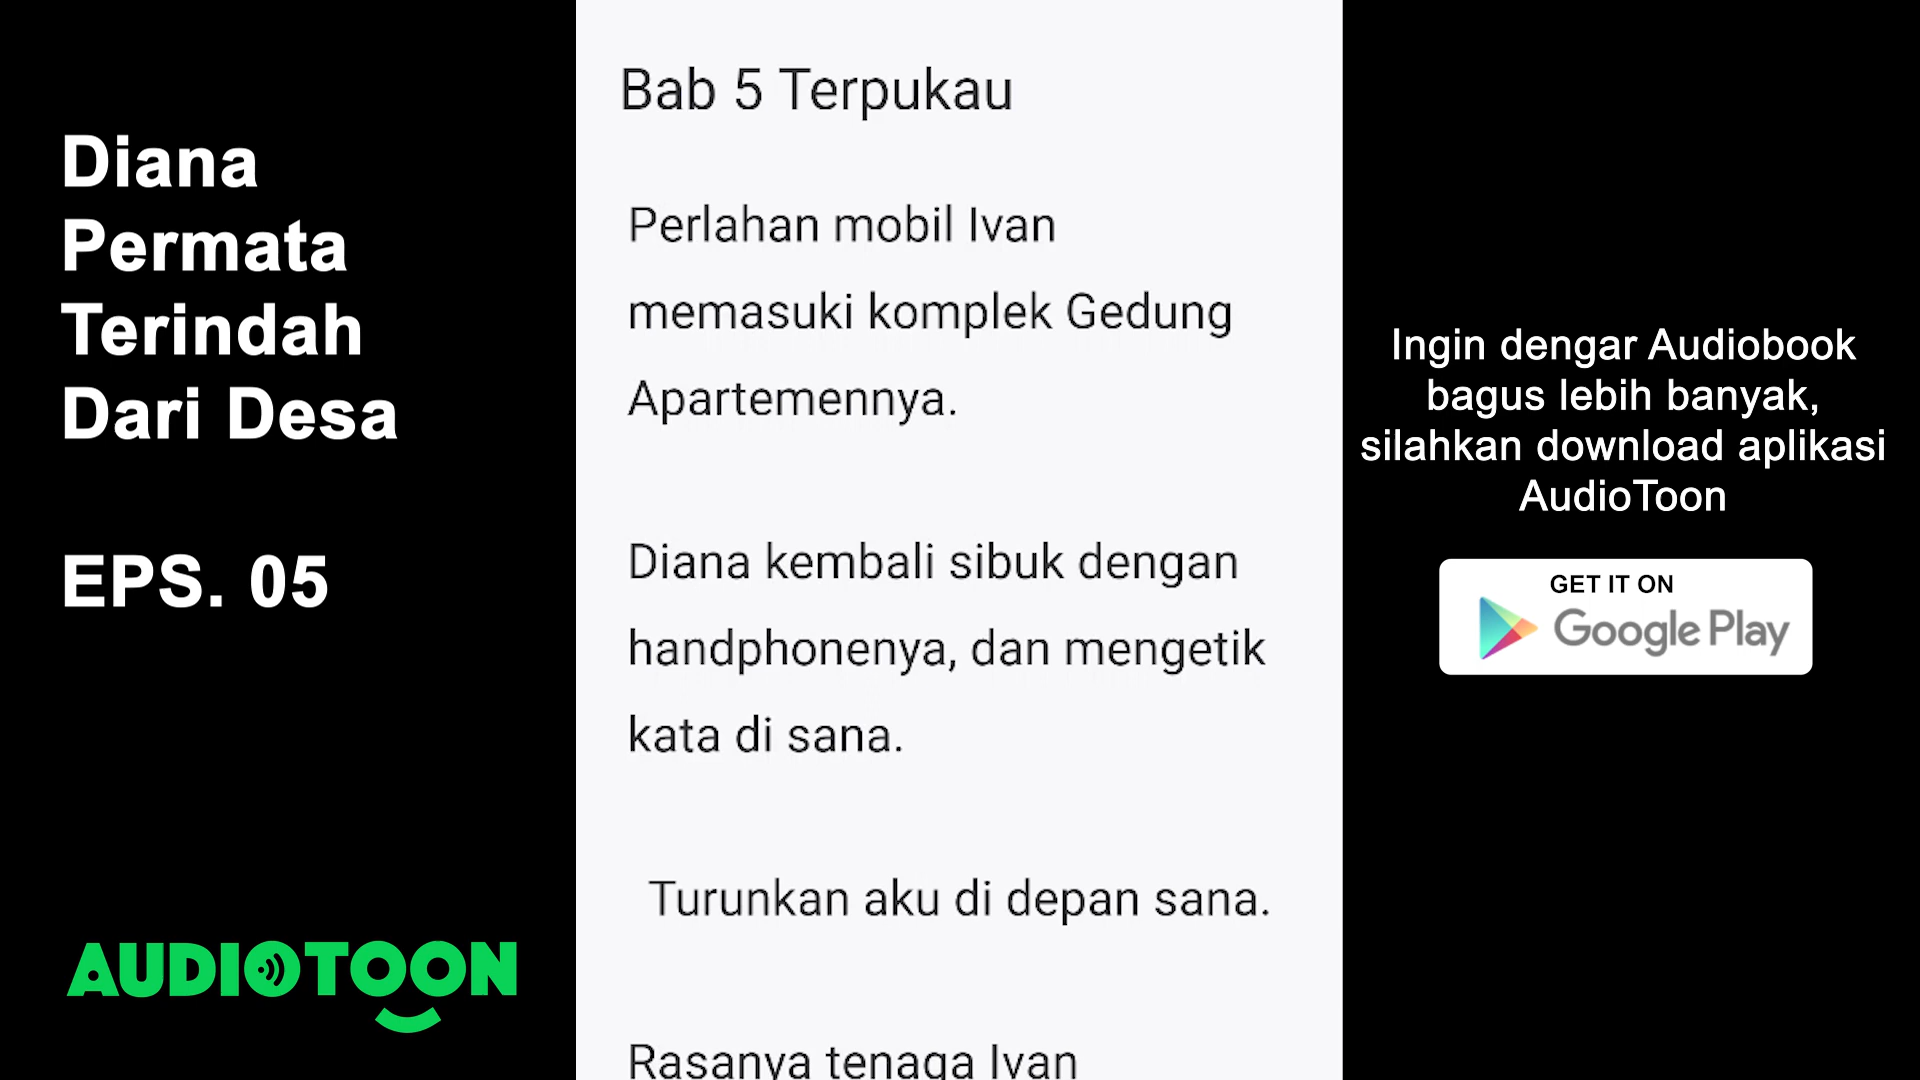 Diana
Permata
Terindah
Dari Desa
EPS. 05
AUDIOTOON
Bab 5 Terpukau
Perlahan mobil Ivan
memasuki komplek Gedung
Apartemennya.
Diana kembali sibuk dengan
handphonenya, dan mengetik
kata di sana.
Turunkan aku di depan sana.
Rasanya tenaga Ivan
Ingin dengar Audiobook
bagus lebih banyak,
silahkan download aplikasi
AudioToon
GET IT ON
Google Play